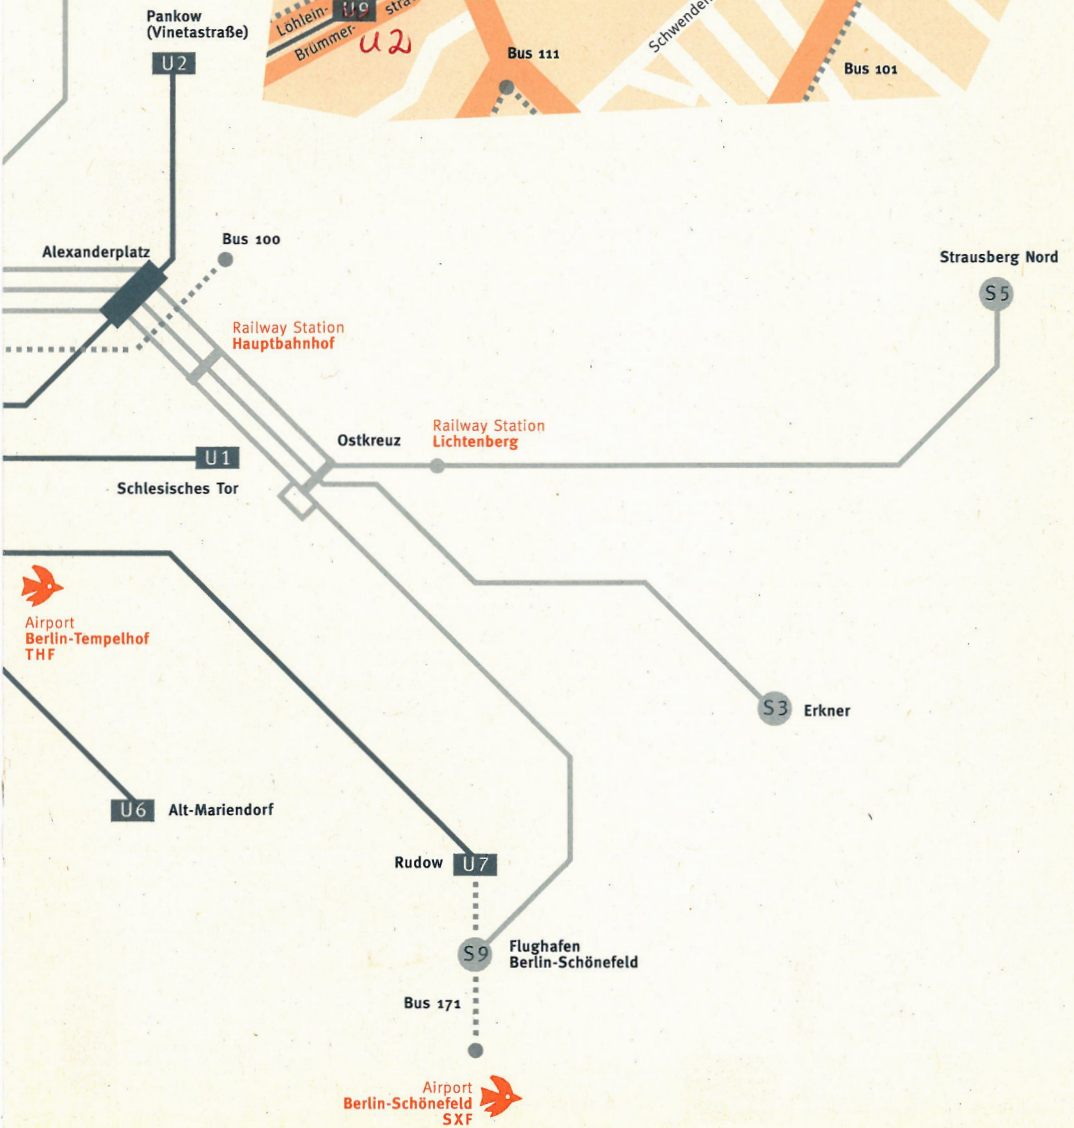 Pankow
(Vinetastraße)
U2
Löhlein-
U9
Brümmer-
U2
Bus 111
Bus 101
Alexanderplatz
Bus 100
Strausberg Nord
S5
Railway Station
Hauptbahnhof
Ostkreuz
Railway Station
Lichtenberg
U1
Schlesisches Tor
Airport
Berlin-Tempelhof
THF
S3
Erkner
U6
Alt-Mariendorf
Rudow
U7
S9
Flughafen
Berlin-Schönefeld
Bus 171
Airport
Berlin-Schönefeld
SXF